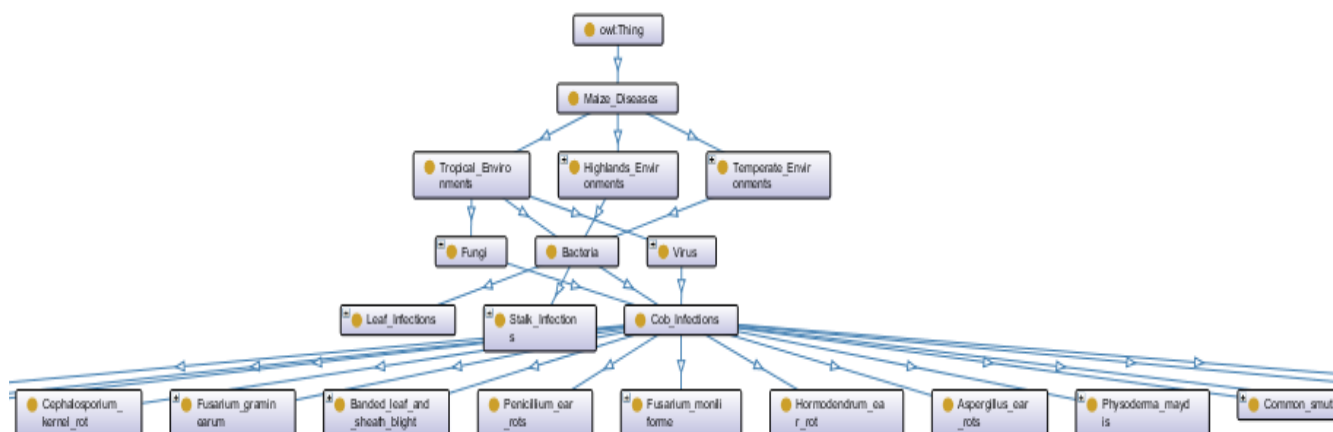 owl:Thing
Maize_Diseases
Tropical_Enviro
nments
Highlands_Envir
onments
Temperate_Envir
onments
Fungi
Bacteria
Virus
Leaf_Infections
Stalk_Infection
s
Cob_Infections
Cephalosporium_
kernel_rot
Fusarium_gramin
earum
Banded_leaf_and
_sheath_blight
Penicillium_ear
_rots
Fusarium_monili
forme
Hormodendrum_ea
r_rot
Aspergillus_ear
_rots
Physoderma_mayd
is
Common_smut